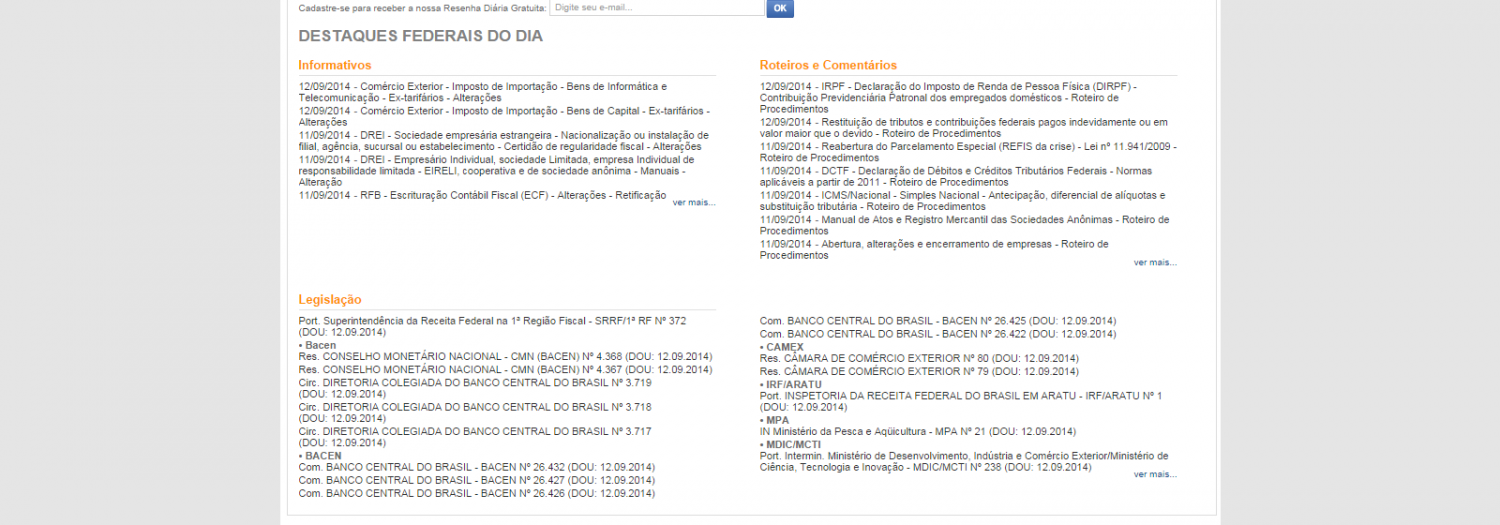 Cadastre-se para receber a nossa Resenha Diária Gratuita: Digite seu e-mail... OK
DESTAQUES FEDERAIS DO DIA
Informativos
12/09/2014 - Comércio Exterior - Imposto de Importação - Bens de Informática e
Telecomunicação - Ex-tarifários - Alterações
12/09/2014 - Comércio Exterior - Imposto de Importação - Bens de Capital - Ex-tarifários -
Alterações
11/09/2014 - DREI - Sociedade empresária estrangeira - Nacionalização ou instalação de
filial, agência, sucursal ou estabelecimento - Certidão de regularidade fiscal - Alterações
11/09/2014 - DREI - Empresário Individual, sociedade Limitada, empresa Individual de
responsabilidade limitada - EIRELI, cooperativa e de sociedade anônima - Manuais -
Alteração
11/09/2014 - RFB - Escrituração Contábil Fiscal (ECF) - Alterações - Retificação
ver mais...
Roteiros e Comentários
12/09/2014 - IRPF - Declaração do Imposto de Renda de Pessoa Física (DIRPF) -
Contribuição Previdenciária Patronal dos empregados domésticos - Roteiro de
Procedimentos
12/09/2014 - Restituição de tributos e contribuições federais pagos indevidamente ou em
valor maior que o devido - Roteiro de Procedimentos
11/09/2014 - Reabertura do Parcelamento Especial (REFIS da crise) - Lei nº 11.941/2009 -
Roteiro de Procedimentos
11/09/2014 - DCTF - Declaração de Débitos e Créditos Tributários Federais - Normas
aplicáveis a partir de 2011 - Roteiro de Procedimentos
11/09/2014 - ICMS/Nacional - Simples Nacional - Antecipação, diferencial de alíquotas e
substituição tributária - Roteiro de Procedimentos
11/09/2014 - Manual de Atos e Registro Mercantil das Sociedades Anônimas - Roteiro de
Procedimentos
11/09/2014 - Abertura, alterações e encerramento de empresas - Roteiro de
Procedimentos
ver mais...
Legislação
Port. Superintendência da Receita Federal na 1ª Região Fiscal - SRRF/1ª RF Nº 372
(DOU: 12.09.2014)
• Bacen
Res. CONSELHO MONETÁRIO NACIONAL - CMN (BACEN) Nº 4.368 (DOU: 12.09.2014)
Res. CONSELHO MONETÁRIO NACIONAL - CMN (BACEN) Nº 4.367 (DOU: 12.09.2014)
Circ. DIRETORIA COLEGIADA DO BANCO CENTRAL DO BRASIL Nº 3.719
(DOU: 12.09.2014)
Circ. DIRETORIA COLEGIADA DO BANCO CENTRAL DO BRASIL Nº 3.718
(DOU: 12.09.2014)
Circ. DIRETORIA COLEGIADA DO BANCO CENTRAL DO BRASIL Nº 3.717
(DOU: 12.09.2014)
• BACEN
Com. BANCO CENTRAL DO BRASIL - BACEN Nº 26.432 (DOU: 12.09.2014)
Com. BANCO CENTRAL DO BRASIL - BACEN Nº 26.427 (DOU: 12.09.2014)
Com. BANCO CENTRAL DO BRASIL - BACEN Nº 26.426 (DOU: 12.09.2014)
Com. BANCO CENTRAL DO BRASIL - BACEN Nº 26.425 (DOU: 12.09.2014)
Com. BANCO CENTRAL DO BRASIL - BACEN Nº 26.422 (DOU: 12.09.2014)
• CAMEX
Res. CÂMARA DE COMÉRCIO EXTERIOR Nº 80 (DOU: 12.09.2014)
Res. CÂMARA DE COMÉRCIO EXTERIOR Nº 79 (DOU: 12.09.2014)
• IRF/ARATU
Port. INSPETORIA DA RECEITA FEDERAL DO BRASIL EM ARATU - IRF/ARATU Nº 1
(DOU: 12.09.2014)
• MPA
IN Ministério da Pesca e Aqüicultura - MPA Nº 21 (DOU: 12.09.2014)
• MDIC/MCTI
Port. Intermin. Ministério de Desenvolvimento, Indústria e Comércio Exterior/Ministério de
Ciência, Tecnologia e Inovação - MDIC/MCTI Nº 238 (DOU: 12.09.2014)
ver mais...